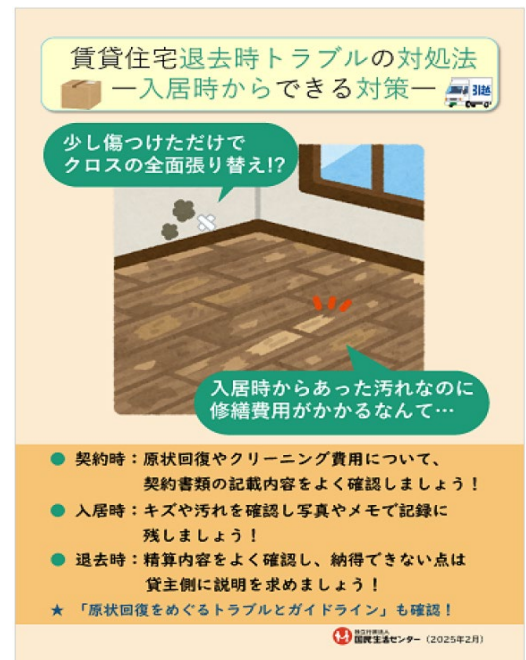 賃貸住宅退去時トラブルの対処法
―入居時からできる対策―
引越
少し傷つけただけで
クロスの全面張り替え!?
入居時からあった汚れなのに
修繕費用がかかるなんて…
● 契約時：原状回復やクリーニング費用について、
契約書類の記載内容をよく確認しましょう！
● 入居時：キズや汚れを確認し写真やメモで記録に
残しましょう！
● 退去時：精算内容をよく確認し、納得できない点は
貸主側に説明を求めましょう！
★ 「原状回復をめぐるトラブルとガイドライン」も確認！
独立行政法人
国民生活センター（2025年2月）